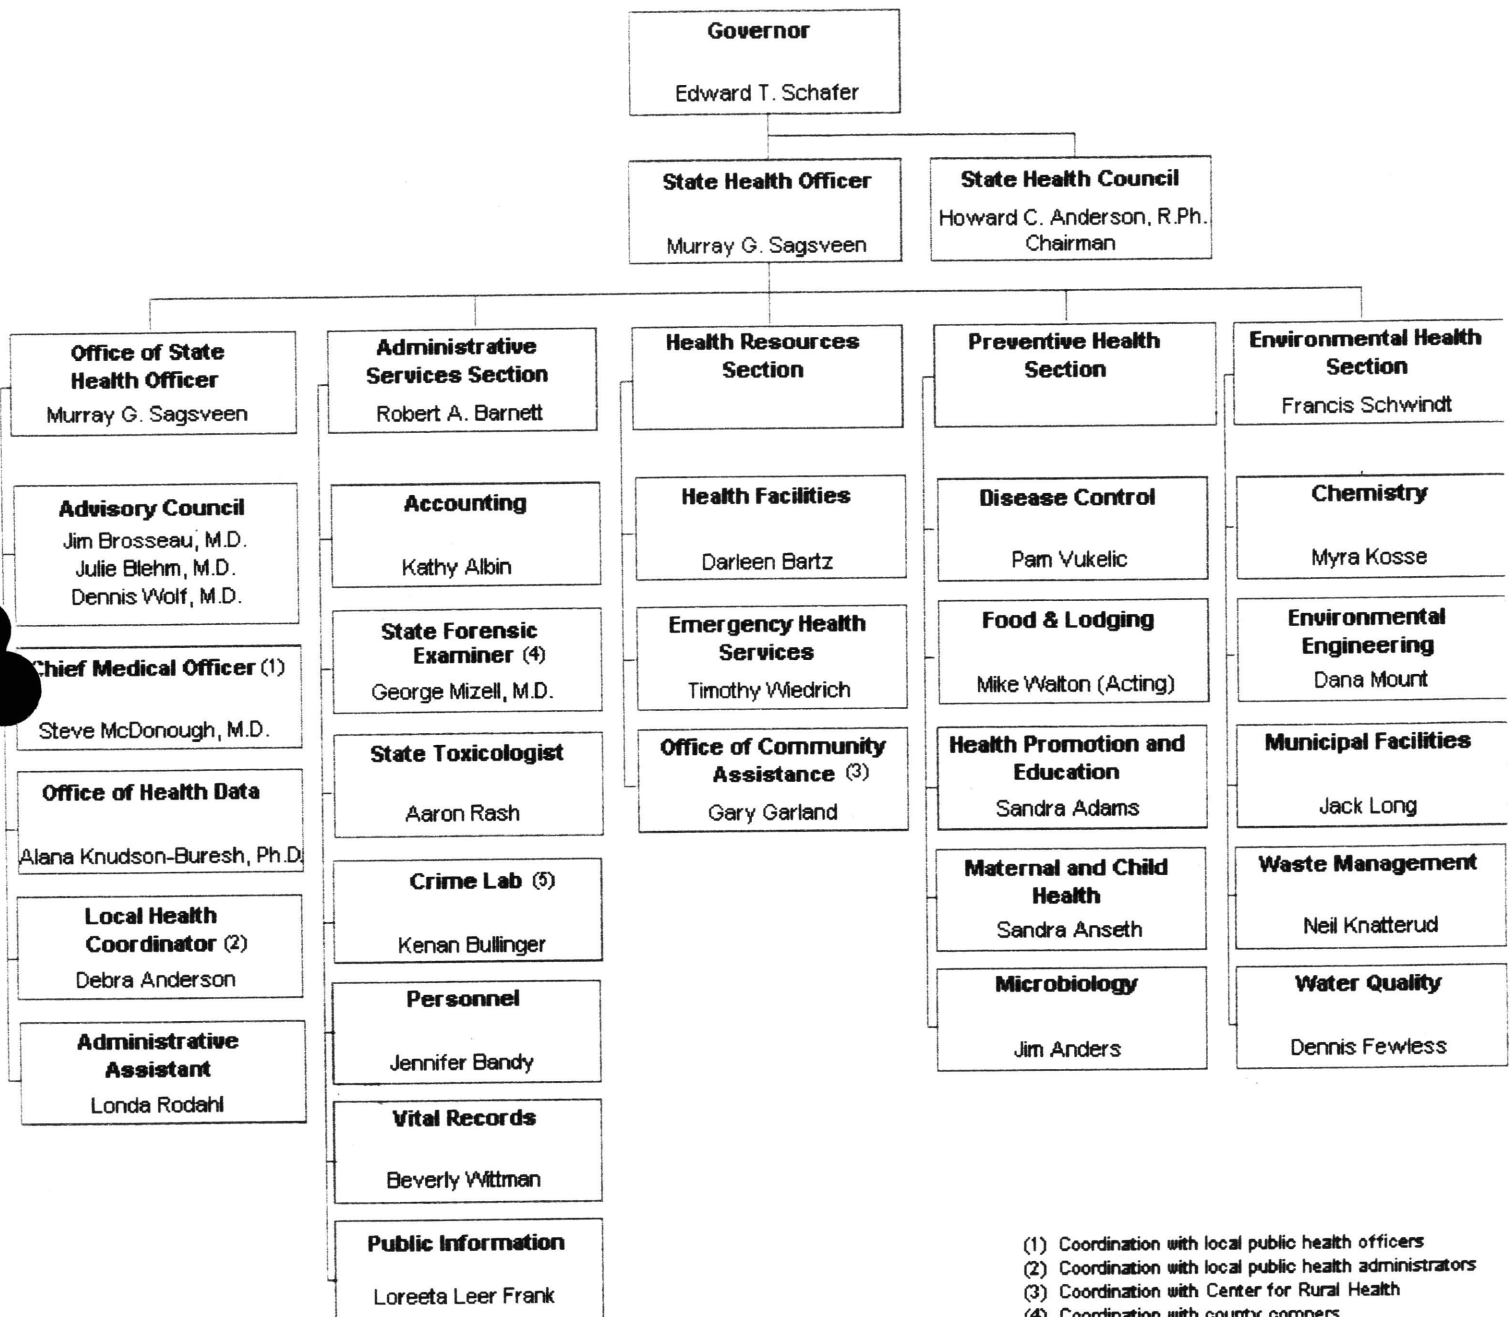 Governor
Edward T. Schafer
State Health Officer
Murray G. Sagsveen
State Health Council
Howard C. Anderson, R.Ph.
Chairman
Office of State
Health Officer
Murray G. Sagsveen
Advisory Council
Jim Brosseau, M.D.
Julie Blehm, M.D.
Dennis Wolf, M.D.
Chief Medical Officer (1)
Steve McDonough, M.D.
Office of Health Data
Alana Knudson-Buresh, Ph.D.
Local Health
Coordinator (2)
Debra Anderson
Administrative
Assistant
Londa Rodahl
Administrative
Services Section
Robert A. Barnett
Accounting
Kathy Albin
State Forensic
Examiner (4)
George Mizell, M.D.
State Toxicologist
Aaron Rash
Crime Lab (5)
Kenan Bullinger
Personnel
Jennifer Bandy
Vital Records
Beverly Wittman
Public Information
Loreeta Leer Frank
Health Resources
Section
Health Facilities
Darleen Bartz
Emergency Health
Services
Timothy Wiedrich
Office of Community
Assistance (3)
Gary Garland
Preventive Health
Section
Disease Control
Pam Vukelic
Food & Lodging
Mike Walton (Acting)
Health Promotion and
Education
Sandra Adams
Maternal and Child
Health
Sandra Anseth
Microbiology
Jim Anders
Environmental Health
Section
Francis Schwindt
Chemistry
Myra Kosse
Environmental
Engineering
Dana Mount
Municipal Facilities
Jack Long
Waste Management
Neil Knatterud
Water Quality
Dennis Fewless
(1) Coordination with local public health officers
(2) Coordination with local public health administrators
(3) Coordination with Center for Rural Health
(4) Coordination with county